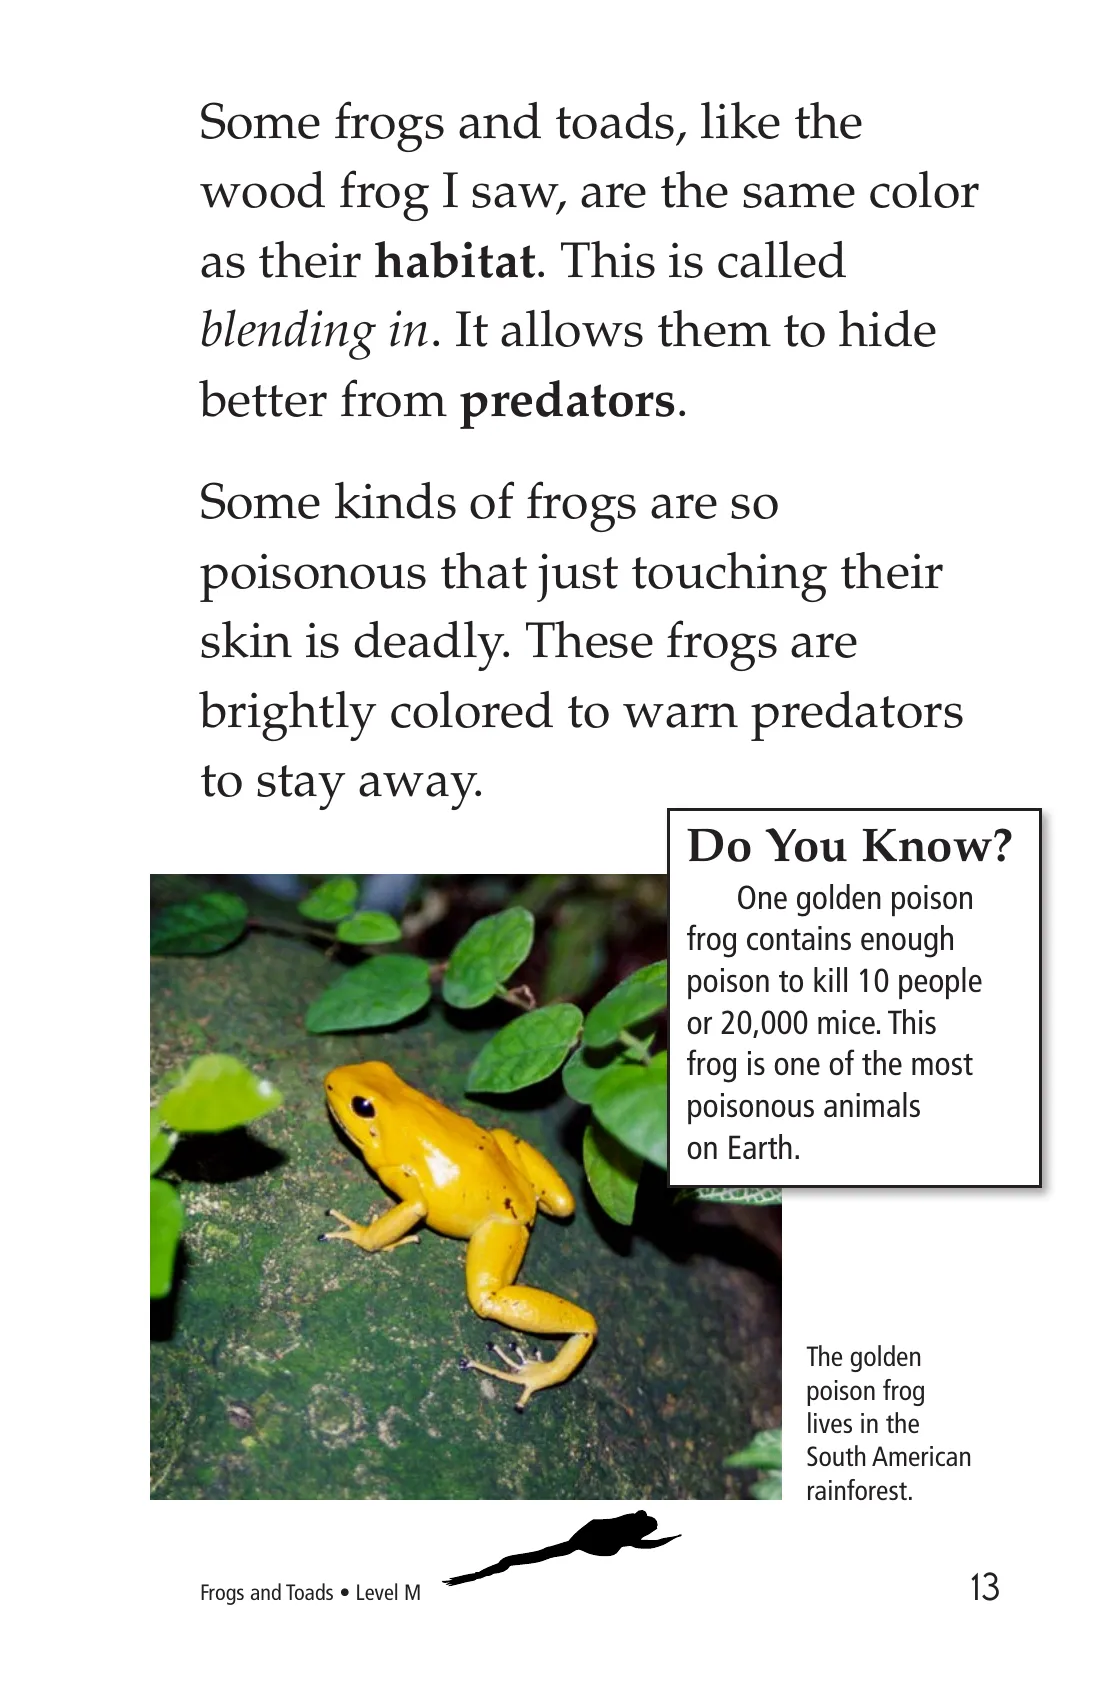 Some frogs and toads, like the
wood frog I saw, are the same color
as their habitat. This is called
blending in. It allows them to hide
better from predators.
Some kinds of frogs are so
poisonous that just touching their
skin is deadly. These frogs are
brightly colored to warn predators
to stay away.
Do You Know?
One golden poison
frog contains enough
poison to kill 10 people
or 20,000 mice. This
frog is one of the most
poisonous animals
on Earth.
The golden
poison frog
lives in the
South American
rainforest.
Frogs and Toads • Level M
13